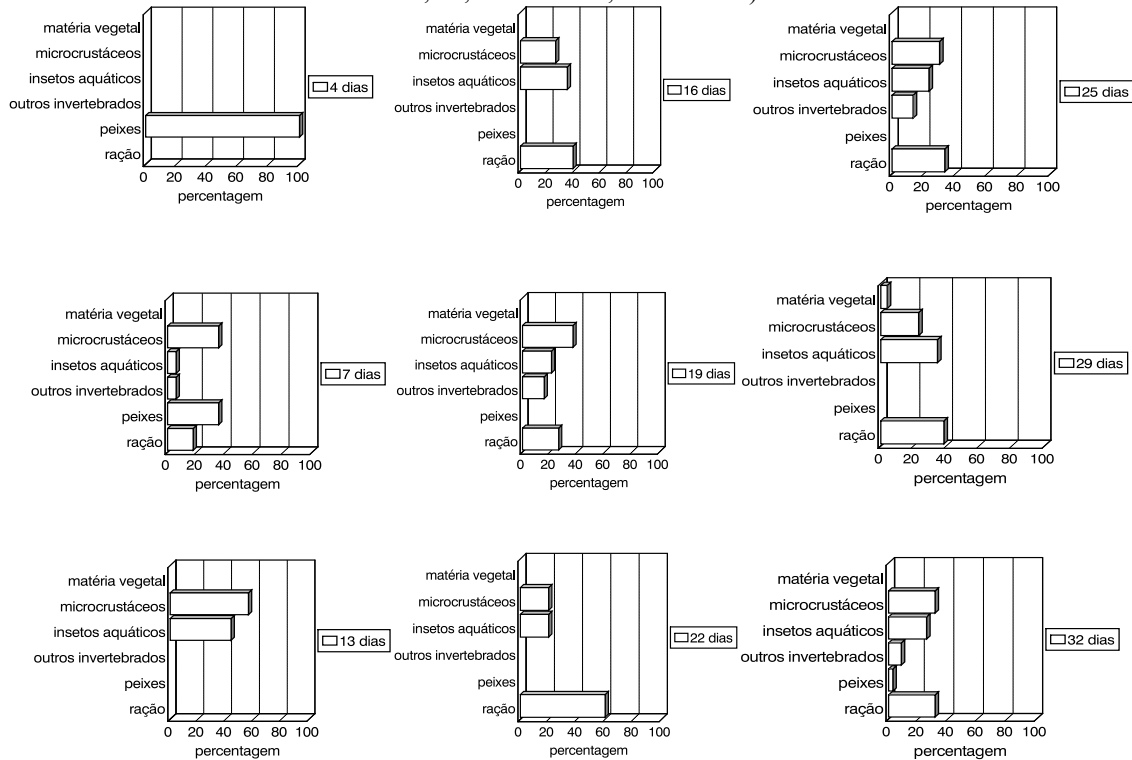 matéria vegetal
microcrustáceos
insetos aquáticos
outros invertebrados
peixes
ração
0 20 40 60 80 100
percentagem
4 dias
matéria vegetal
microcrustáceos
insetos aquáticos
outros invertebrados
peixes
ração
0 20 40 60 80 100
percentagem
16 dias
matéria vegetal
microcrustáceos
insetos aquáticos
outros invertebrados
peixes
ração
0 20 40 60 80 100
percentagem
25 dias
matéria vegetal
microcrustáceos
insetos aquáticos
outros invertebrados
peixes
ração
0 20 40 60 80 100
percentagem
7 dias
matéria vegetal
microcrustáceos
insetos aquáticos
outros invertebrados
peixes
ração
0 20 40 60 80 100
percentagem
19 dias
matéria vegetal
microcrustáceos
insetos aquáticos
outros invertebrados
peixes
ração
0 20 40 60 80 100
percentagem
29 dias
matéria vegetal
microcrustáceos
insetos aquáticos
outros invertebrados
peixes
ração
0 20 40 60 80 100
percentagem
13 dias
matéria vegetal
microcrustáceos
insetos aquáticos
outros invertebrados
peixes
ração
0 20 40 60 80 100
percentagem
22 dias
matéria vegetal
microcrustáceos
insetos aquáticos
outros invertebrados
peixes
ração
0 20 40 60 80 100
percentagem
32 dias